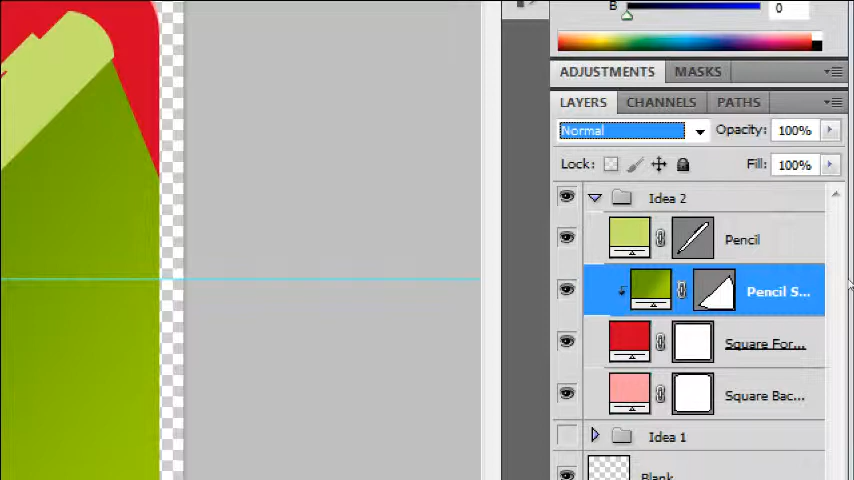 B 0
ADJUSTMENTS MASKS
LAYERS CHANNELS PATHS
Normal Opacity: 100%
Lock: Fill: 100%
Idea 2
Pencil
Pencil S...
Square For...
Square Bac...
Idea 1
Blank